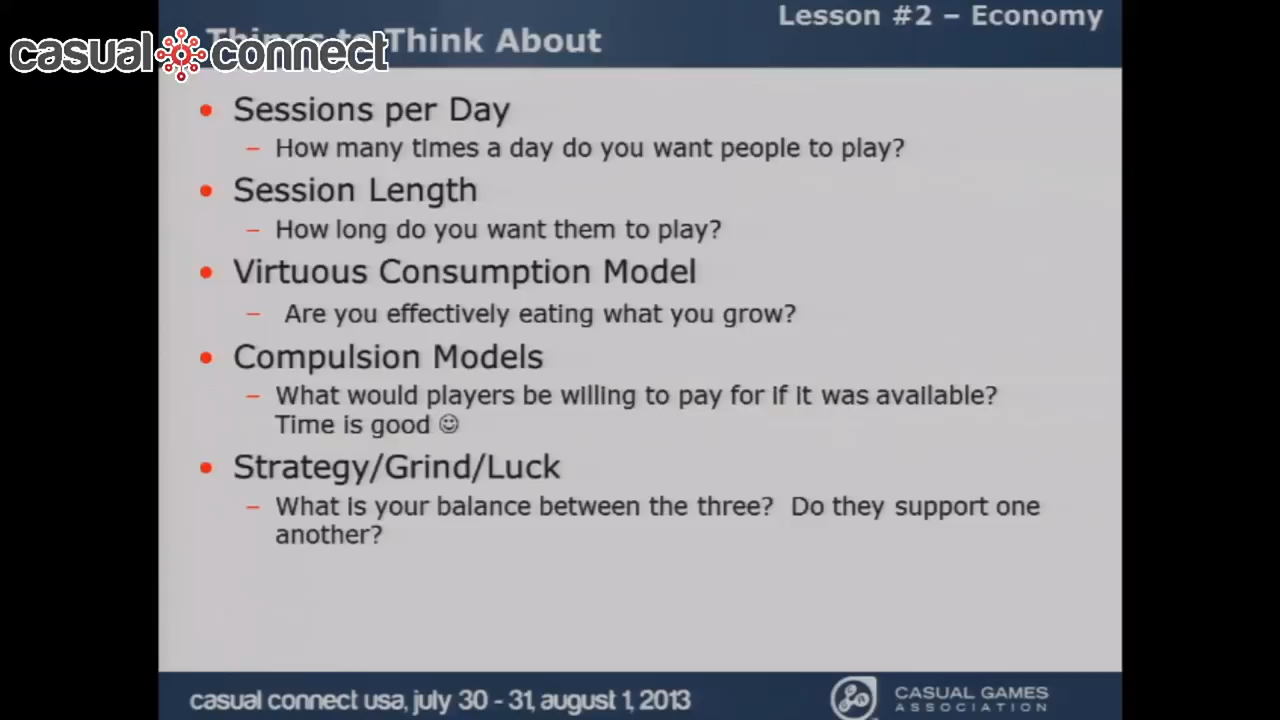 Lesson #2 – Economy
Things to Think About
casual connect
• Sessions per Day
– How many times a day do you want people to play?
• Session Length
– How long do you want them to play?
• Virtuous Consumption Model
– Are you effectively eating what you grow?
• Compulsion Models
– What would players be willing to pay for if it was available?
Time is good ☺
• Strategy/Grind/Luck
– What is your balance between the three? Do they support one
another?
casual connect usa, july 30 - 31, august 1, 2013
CASUAL GAMES
ASSOCIATION